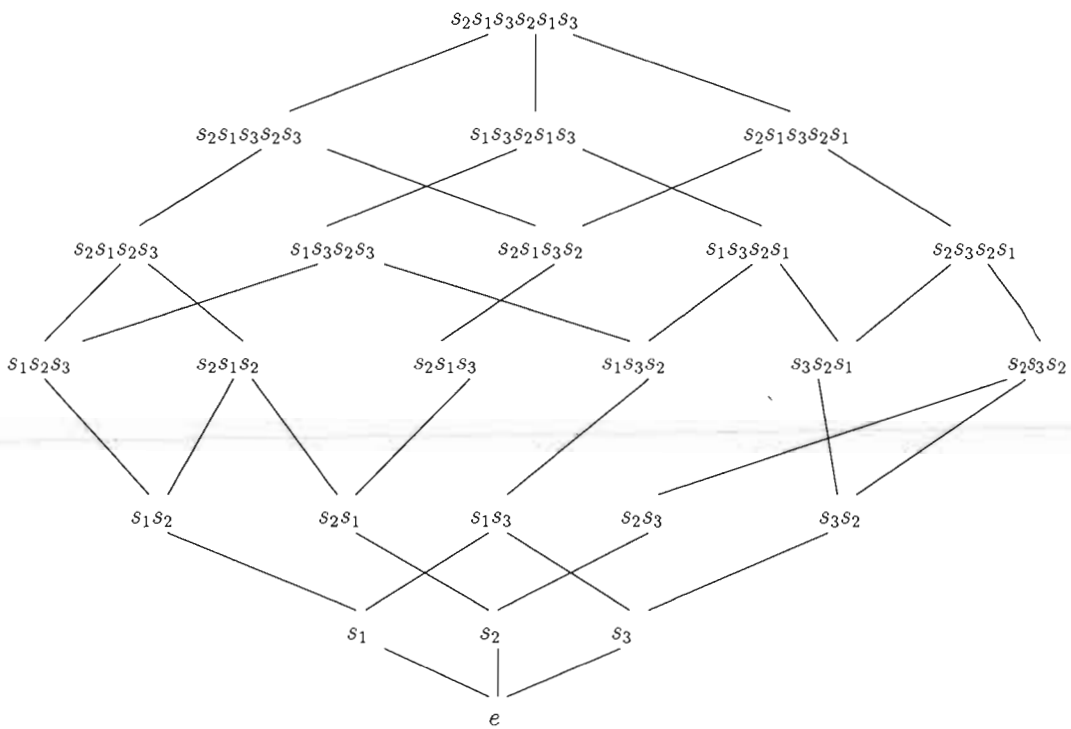 s₂s₁s₃s₂s₁s₃
s₂s₁s₃s₂s₃ s₁s₃s₂s₁s₃ s₂s₁s₃s₂s₁
s₂s₁s₂s₃ s₁s₃s₂s₃ s₂s₁s₃s₂ s₁s₃s₂s₁ s₂s₃s₂s₁
s₁s₂s₃ s₂s₁s₂ s₂s₁s₃ s₁s₃s₂ s₃s₂s₁ s₂s₃s₂
s₁s₂ s₂s₁ s₁s₃ s₂s₃ s₃s₂
s₁ s₂ s₃
e